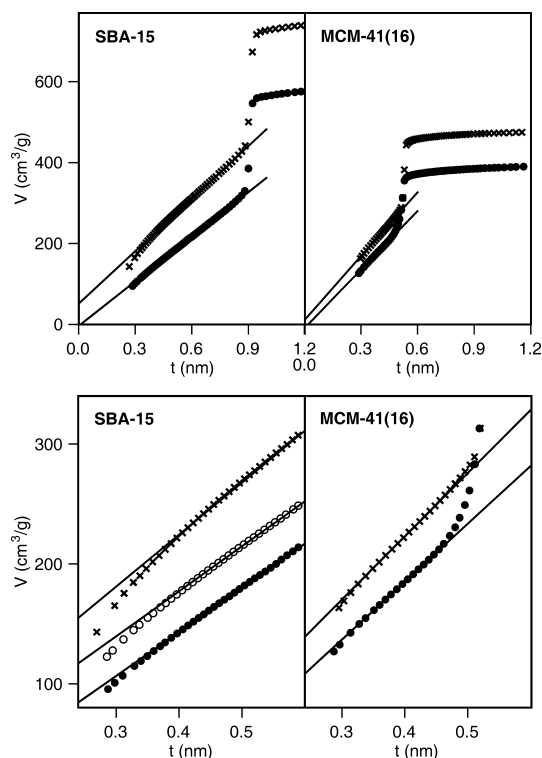 SBA-15 MCM-41(16)
600
400
200
0
V (cm³/g)
0.0 0.3 0.6 0.9 1.2 0.3 0.6 0.9 1.2
0.0
t (nm) t (nm)
SBA-15 MCM-41(16)
300
200
100
V (cm³/g)
0.3 0.4 0.5 0.3 0.4 0.5
t (nm) t (nm)